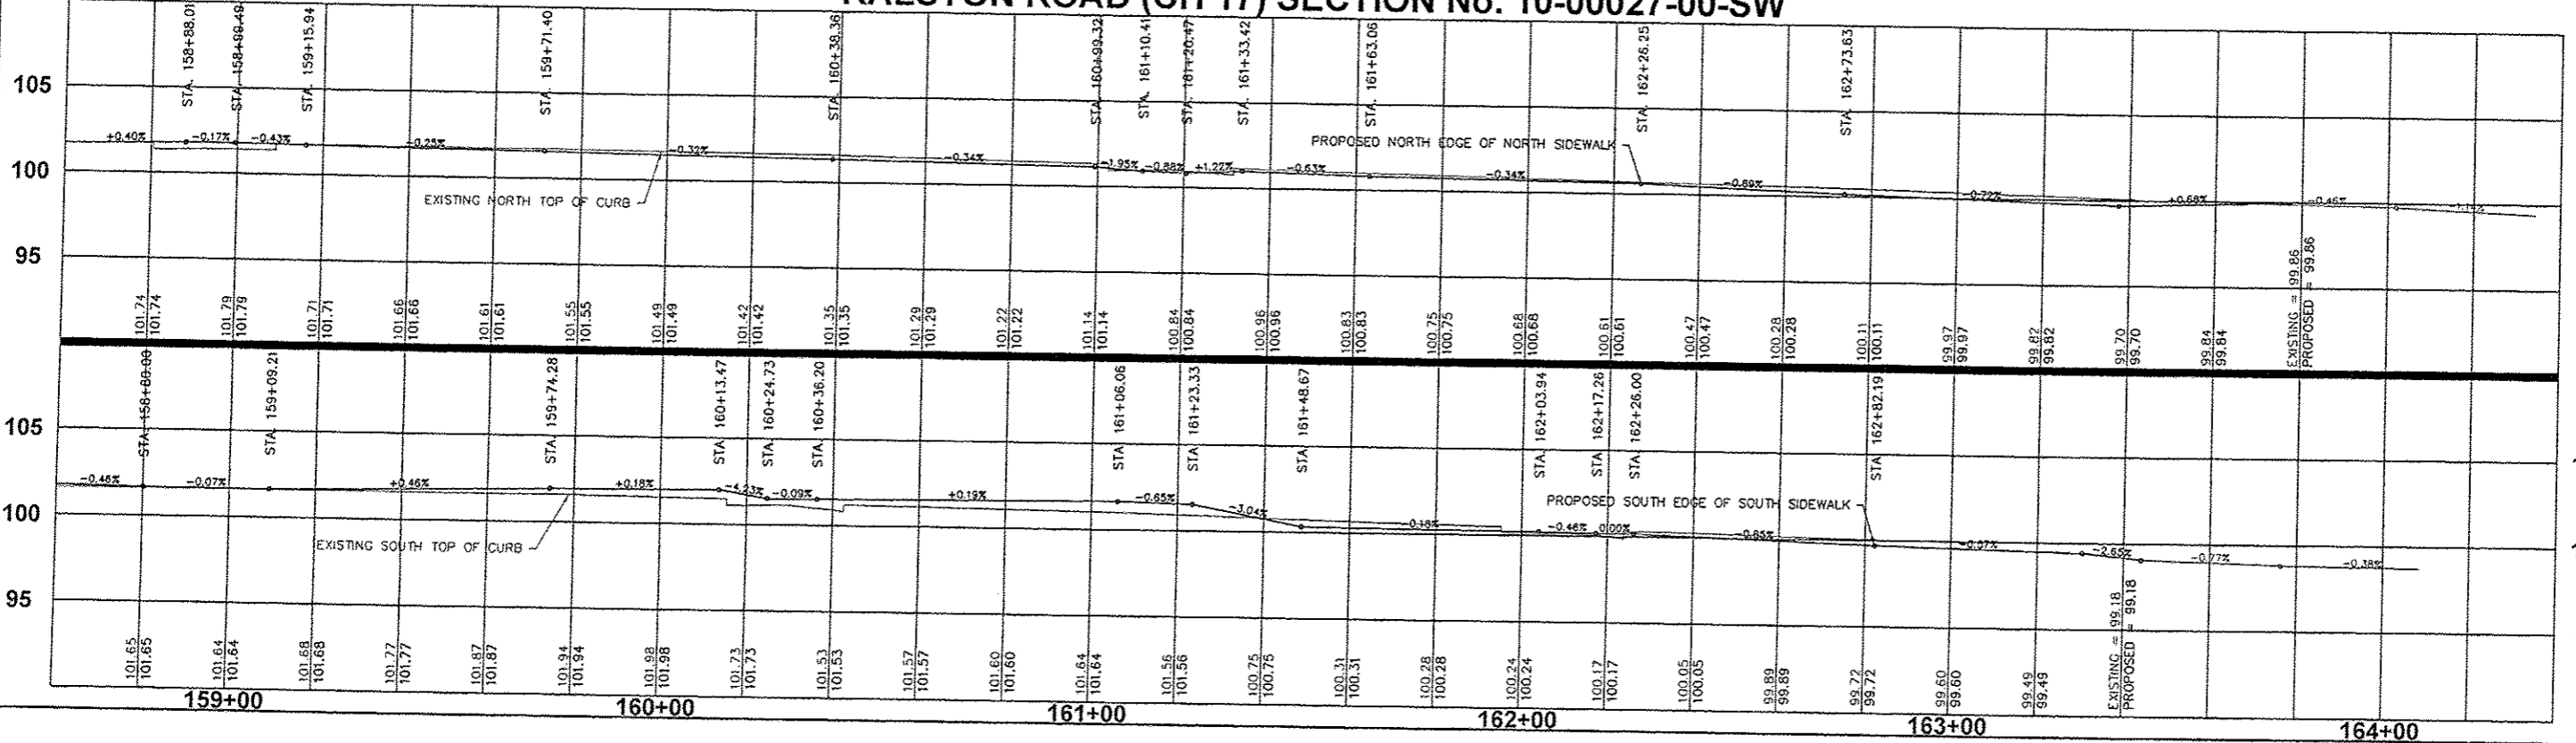 RALSTON ROAD (CH 17) SECTION No. 10-00027-00-SW
STA. 158+88.01
STA. 158+99.49
STA. 159+15.94
STA. 159+71.40
STA. 160+38.36
STA. 160+99.32
STA. 161+10.41
STA. 161+20.47
STA. 161+33.42
STA. 161+63.06
STA. 162+26.25
STA. 162+73.63
105
100
95
+0.40% -0.17% -0.43% -0.25% -0.32% -0.34% -1.95% -0.88% +1.22% -0.63% -0.34% -0.89% -0.72% +0.68% -0.46%
PROPOSED NORTH EDGE OF NORTH SIDEWALK
EXISTING NORTH TOP OF CURB
101.74 101.79 101.71 101.66 101.61 101.55 101.49 101.42 101.35 101.29 101.22 101.14 100.84 100.96 100.83 100.75 100.68 100.61 100.47 100.28 100.11 99.97 99.82 99.70 99.84 EXISTING = 99.86
101.74 101.79 101.71 101.66 101.61 101.55 101.49 101.42 101.35 101.29 101.22 101.14 100.84 100.96 100.83 100.75 100.68 100.61 100.47 100.28 100.11 99.97 99.82 99.70 99.84 PROPOSED = 99.86
STA. 158+80.00
STA. 159+09.21
STA. 159+74.28
STA. 160+13.47
STA. 160+24.73
STA. 160+36.20
STA. 161+06.06
STA. 161+23.33
STA. 161+48.67
STA. 162+03.94
STA. 162+17.26
STA. 162+26.00
STA. 162+82.19
105
100
95
-0.46% -0.07% +0.46% +0.18% -4.23% -0.09% +0.19% -0.65% -3.04% -0.18% -0.46% 0.00% -0.85% -0.57% -2.65% -0.77% -0.38%
PROPOSED SOUTH EDGE OF SOUTH SIDEWALK
EXISTING SOUTH TOP OF CURB
101.65 101.64 101.68 101.77 101.87 101.94 101.98 101.73 101.53 101.57 101.60 101.64 101.56 100.75 100.31 100.28 100.24 100.17 100.05 99.89 99.72 99.60 99.49 EXISTING = 99.18
101.65 101.64 101.68 101.77 101.87 101.94 101.98 101.73 101.53 101.57 101.60 101.64 101.56 100.75 100.31 100.28 100.24 100.17 100.05 99.89 99.72 99.60 99.49 PROPOSED = 99.18
159+00 160+00 161+00 162+00 163+00 164+00